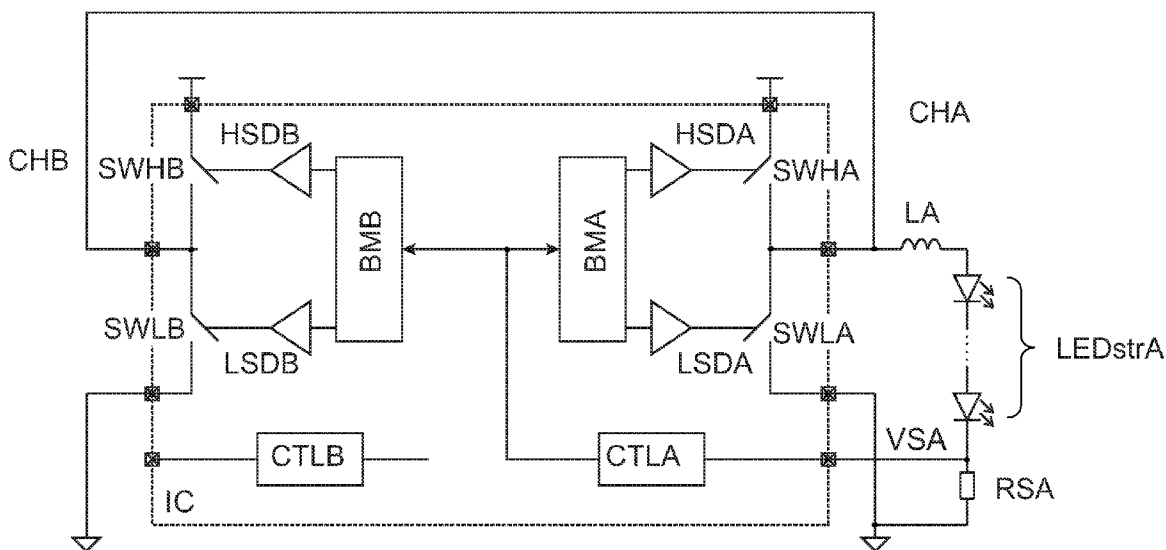 CHA
HSDB
HSDA
CHB
SWHB
SWHA
LA
BMB
BMA
SWLB
SWLA
LEDstrA
LSDB
LSDA
VSA
CTLB
CTLA
RSA
IC